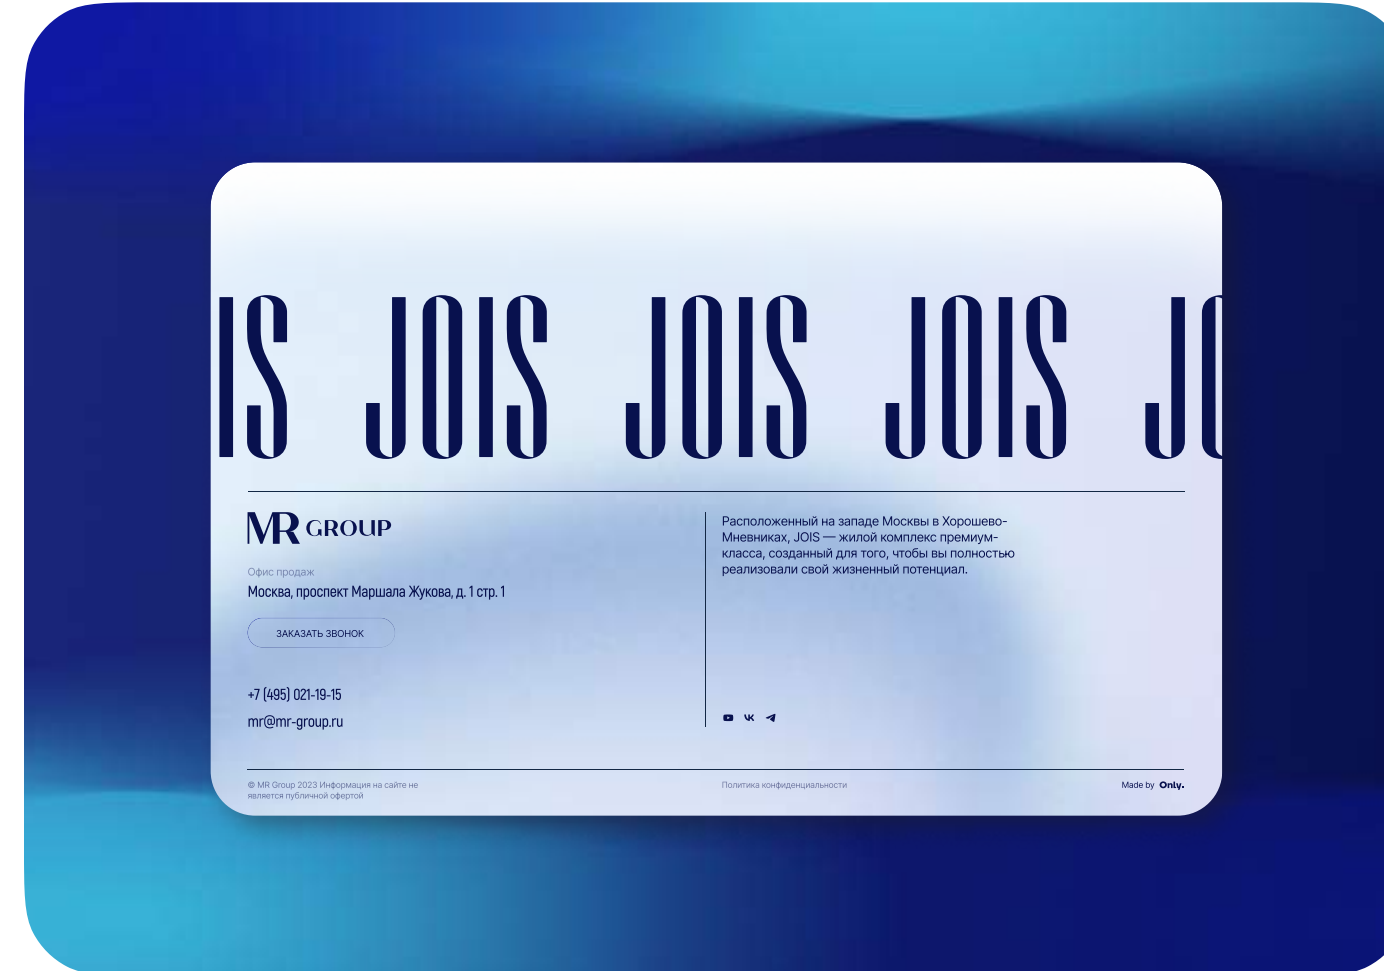 IS JOIS JOIS JOIS JO
MR GROUP
Офис продаж
Москва, проспект Маршала Жукова, д. 1 стр. 1
ЗАКАЗАТЬ ЗВОНОК
+7 (495) 021-19-15
mr@mr-group.ru
Расположенный на западе Москвы в Хорошево-
Мневниках, JOIS — жилой комплекс премиум-
класса, созданный для того, чтобы вы полностью
реализовали свой жизненный потенциал.
© MR Group 2023 Информация на сайте не
является публичной офертой
Политика конфиденциальности
Made by Only.